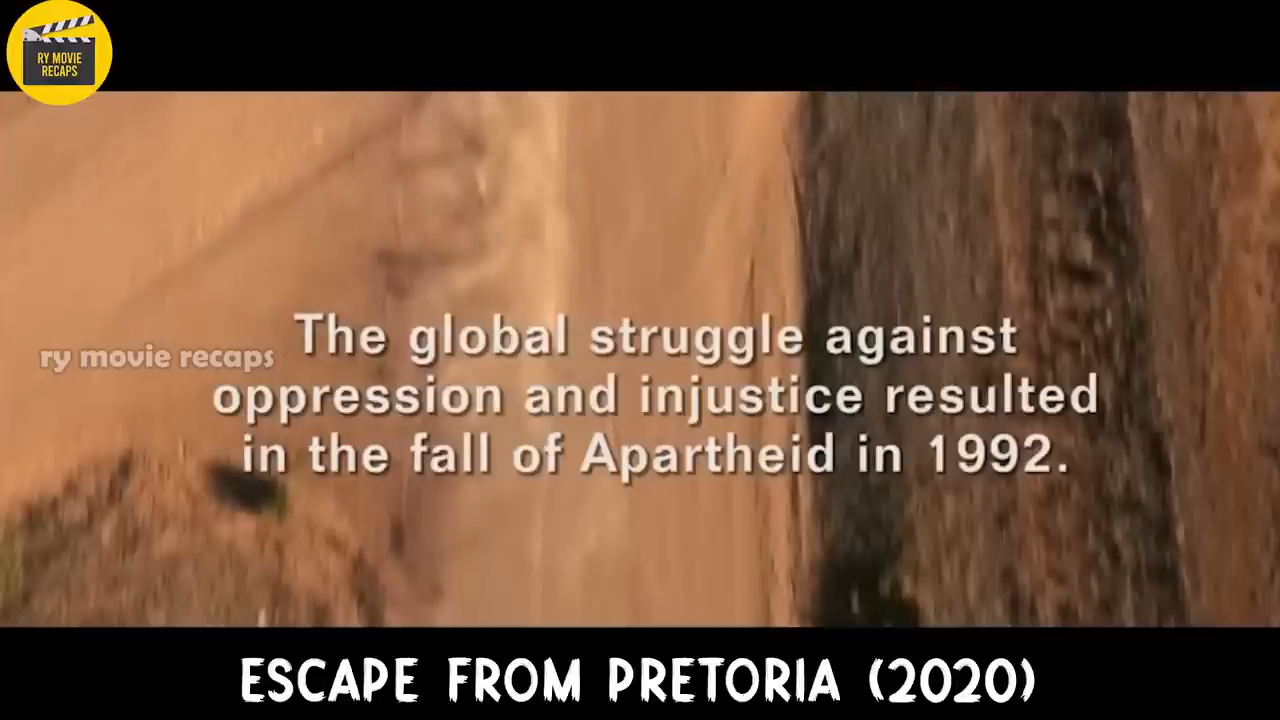 RY MOVIE
RECAPS
ry movie recaps
The global struggle against
oppression and injustice resulted
in the fall of Apartheid in 1992.
ESCAPE FROM PRETORIA (2020)